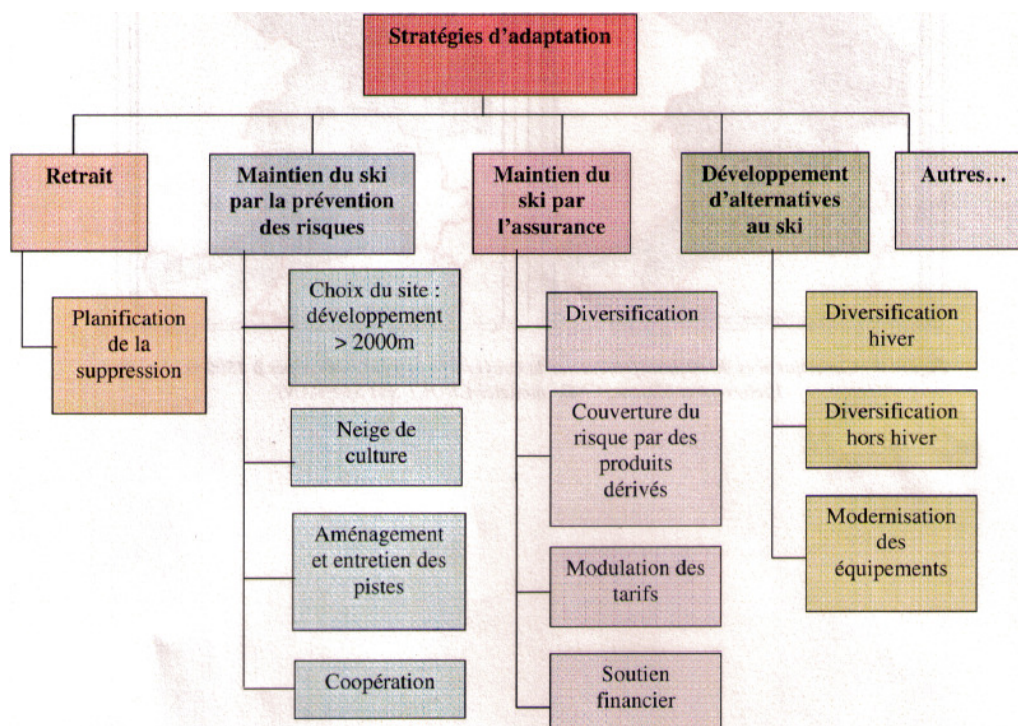 Stratégies d'adaptation
Retrait
Maintien du ski
par la prévention
des risques
Maintien du
ski par
l'assurance
Développement
d'alternatives
au ski
Autres…
Planification
de la
suppression
Choix du site :
développement
> 2000m
Neige de
culture
Aménagement
et entretien des
pistes
Coopération
Diversification
Couverture du
risque par des
produits
dérivés
Modulation des
tarifs
Soutien
financier
Diversification
hiver
Diversification
hors hiver
Modernisation
des
équipements